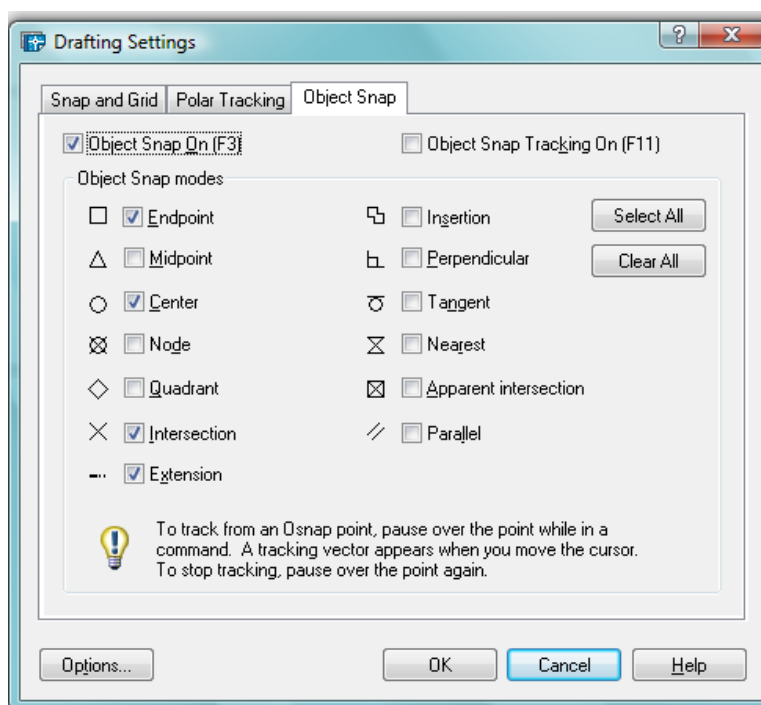 Drafting Settings
?
X
Snap and Grid Polar Tracking Object Snap
Object Snap On (F3) Object Snap Tracking On (F11)
Object Snap modes
Endpoint Insertion Select All
Midpoint Perpendicular Clear All
Center Tangent
Node Nearest
Quadrant Apparent intersection
Intersection Parallel
Extension
To track from an Osnap point, pause over the point while in a
command. A tracking vector appears when you move the cursor.
To stop tracking, pause over the point again.
Options... OK Cancel Help